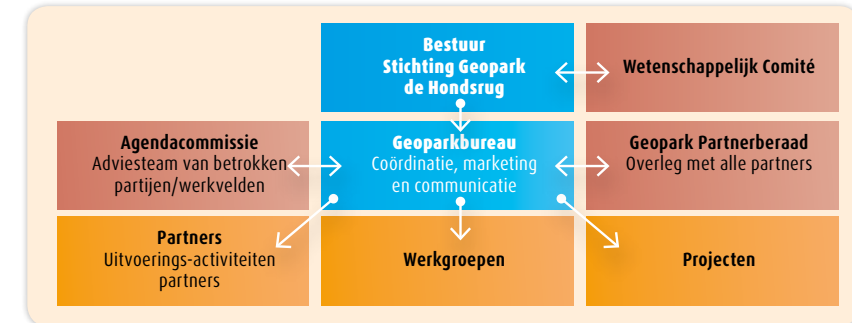 Bestuur
Stichting Geopark
de Hondsrug
Wetenschappelijk Comité
Agendacommissie
Adviesteam van betrokken
partijen/werkvelden
Geoparkbureau
Coördinatie, marketing
en communicatie
Geopark Partnerberaad
Overleg met alle partners
Partners
Uitvoerings-activiteiten
partners
Werkgroepen
Projecten